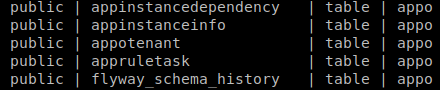 public | appinstancedependency | table | appo
public | appinstanceinfo | table | appo
public | appotenant | table | appo
public | appruletask | table | appo
public | flyway_schema_history | table | appo